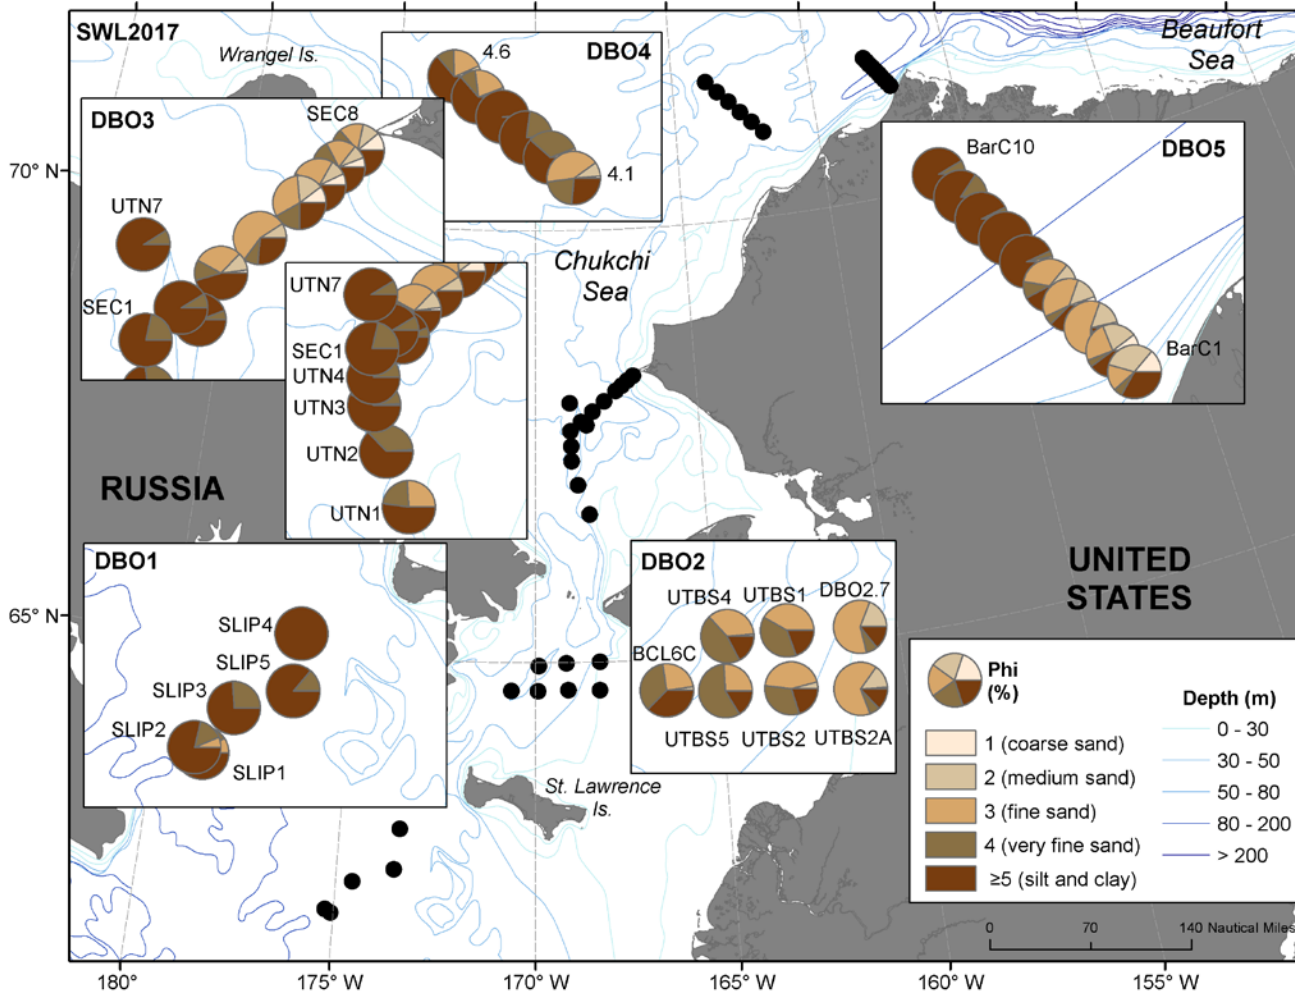 SWL2017
Wrangel Is.
Beaufort
Sea
DBO4
4.6
4.1
DBO3
SEC8
UTN7
SEC1
70° N
DBO5
BarC10
BarC1
Chukchi
Sea
UTN7
SEC1
UTN4
UTN3
UTN2
UTN1
RUSSIA
UNITED
STATES
DBO1
SLIP4
SLIP5
SLIP3
SLIP2
SLIP1
DBO2
UTBS4
UTBS1
DBO2.7
BCL6C
UTBS5
UTBS2
UTBS2A
65° N
St. Lawrence
Is.
Phi
(%)
1 (coarse sand)
2 (medium sand)
3 (fine sand)
4 (very fine sand)
≥5 (silt and clay)
Depth (m)
0 - 30
30 - 50
50 - 80
80 - 200
> 200
0 70 140 Nautical Miles
180° 175° W 170° W 165° W 160° W 155° W